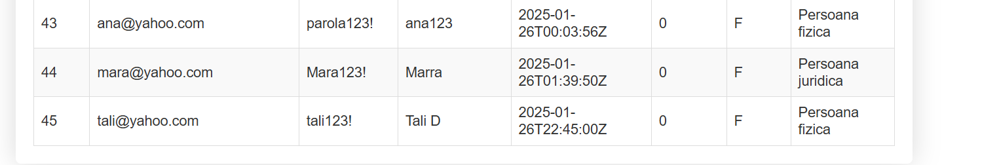 43 ana@yahoo.com parola123! ana123 2025-01-26T00:03:56Z 0 F Persoana fizica
44 mara@yahoo.com Mara123! Marra 2025-01-26T01:39:50Z 0 F Persoana juridica
45 tali@yahoo.com tali123! Tali D 2025-01-26T22:45:00Z 0 F Persoana fizica